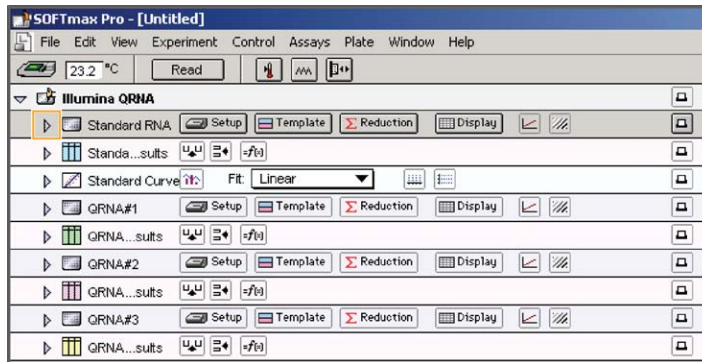 SOFTmax Pro - [Untitled]
File Edit View Experiment Control Assays Plate Window Help
23.2 °C Read
Illumina QRNA
Standard RNA Setup Template Reduction Display
Standa...sults =f(x)
Standard Curve Fit: Linear
QRNA#1 Setup Template Reduction Display
QRNA...sults =f(x)
QRNA#2 Setup Template Reduction Display
QRNA...sults =f(x)
QRNA#3 Setup Template Reduction Display
QRNA...sults =f(x)